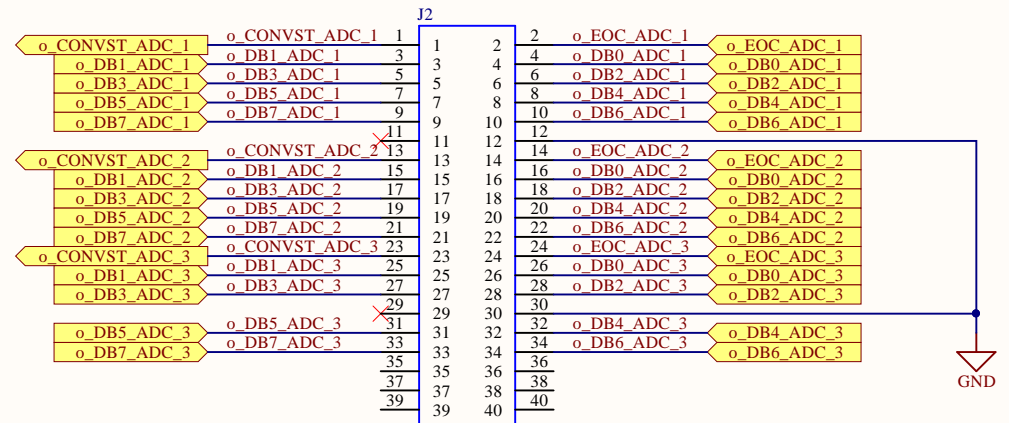 J2
o_CONVST_ADC_1 o_CONVST_ADC_1 1 1 2 2 o_EOC_ADC_1 o_EOC_ADC_1
o_DB1_ADC_1 o_DB1_ADC_1 3 3 4 4 o_DB0_ADC_1 o_DB0_ADC_1
o_DB3_ADC_1 o_DB3_ADC_1 5 5 6 6 o_DB2_ADC_1 o_DB2_ADC_1
o_DB5_ADC_1 o_DB5_ADC_1 7 7 8 8 o_DB4_ADC_1 o_DB4_ADC_1
o_DB7_ADC_1 o_DB7_ADC_1 9 9 10 10 o_DB6_ADC_1 o_DB6_ADC_1
11 11 12 12
o_CONVST_ADC_2 o_CONVST_ADC_2 13 13 14 14 o_EOC_ADC_2 o_EOC_ADC_2
o_DB1_ADC_2 o_DB1_ADC_2 15 15 16 16 o_DB0_ADC_2 o_DB0_ADC_2
o_DB3_ADC_2 o_DB3_ADC_2 17 17 18 18 o_DB2_ADC_2 o_DB2_ADC_2
o_DB5_ADC_2 o_DB5_ADC_2 19 19 20 20 o_DB4_ADC_2 o_DB4_ADC_2
o_DB7_ADC_2 o_DB7_ADC_2 21 21 22 22 o_DB6_ADC_2 o_DB6_ADC_2
o_CONVST_ADC_3 o_CONVST_ADC_3 23 23 24 24 o_EOC_ADC_3 o_EOC_ADC_3
o_DB1_ADC_3 o_DB1_ADC_3 25 25 26 26 o_DB0_ADC_3 o_DB0_ADC_3
o_DB3_ADC_3 o_DB3_ADC_3 27 27 28 28 o_DB2_ADC_3 o_DB2_ADC_3
29 29 30 30
o_DB5_ADC_3 o_DB5_ADC_3 31 31 32 32 o_DB4_ADC_3 o_DB4_ADC_3
o_DB7_ADC_3 o_DB7_ADC_3 33 33 34 34 o_DB6_ADC_3 o_DB6_ADC_3
35 35 36 36
GND
37 37 38 38
39 39 40 40